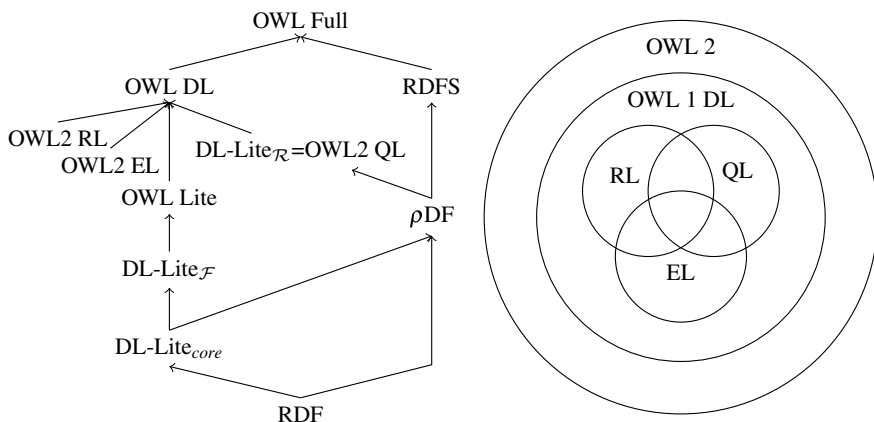 OWL Full
OWL DL
RDFS
OWL2 RL
OWL2 EL
DL-Lite𝓡=OWL2 QL
OWL Lite
ρDF
DL-Lite𝓕
DL-Litecore
RDF
OWL 2
OWL 1 DL
RL
QL
EL